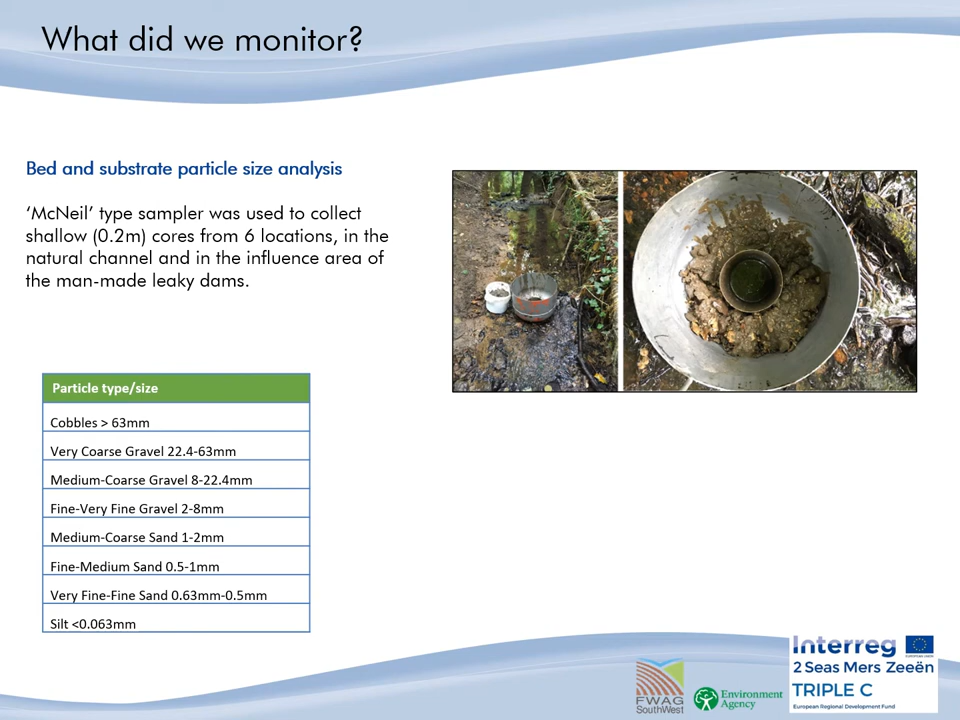 What did we monitor?
Bed and substrate particle size analysis
‘McNeil’ type sampler was used to collect
shallow (0.2m) cores from 6 locations, in the
natural channel and in the influence area of
the man-made leaky dams.
Particle type/size
Cobbles > 63mm
Very Coarse Gravel 22.4-63mm
Medium-Coarse Gravel 8-22.4mm
Fine-Very Fine Gravel 2-8mm
Medium-Coarse Sand 1-2mm
Fine-Medium Sand 0.5-1mm
Very Fine-Fine Sand 0.63mm-0.5mm
Silt <0.063mm
FWAG
SouthWest
Environment
Agency
Interreg
EUROPEAN UNION
2 Seas Mers Zeeën
TRIPLE C
European Regional Development Fund